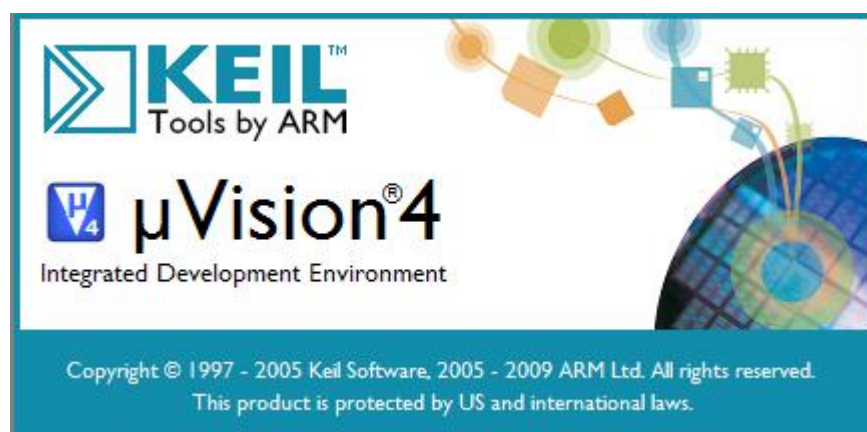 KEIL™
Tools by ARM
µ4
µVision®4
Integrated Development Environment
Copyright © 1997 - 2005 Keil Software, 2005 - 2009 ARM Ltd. All rights reserved.
This product is protected by US and international laws.